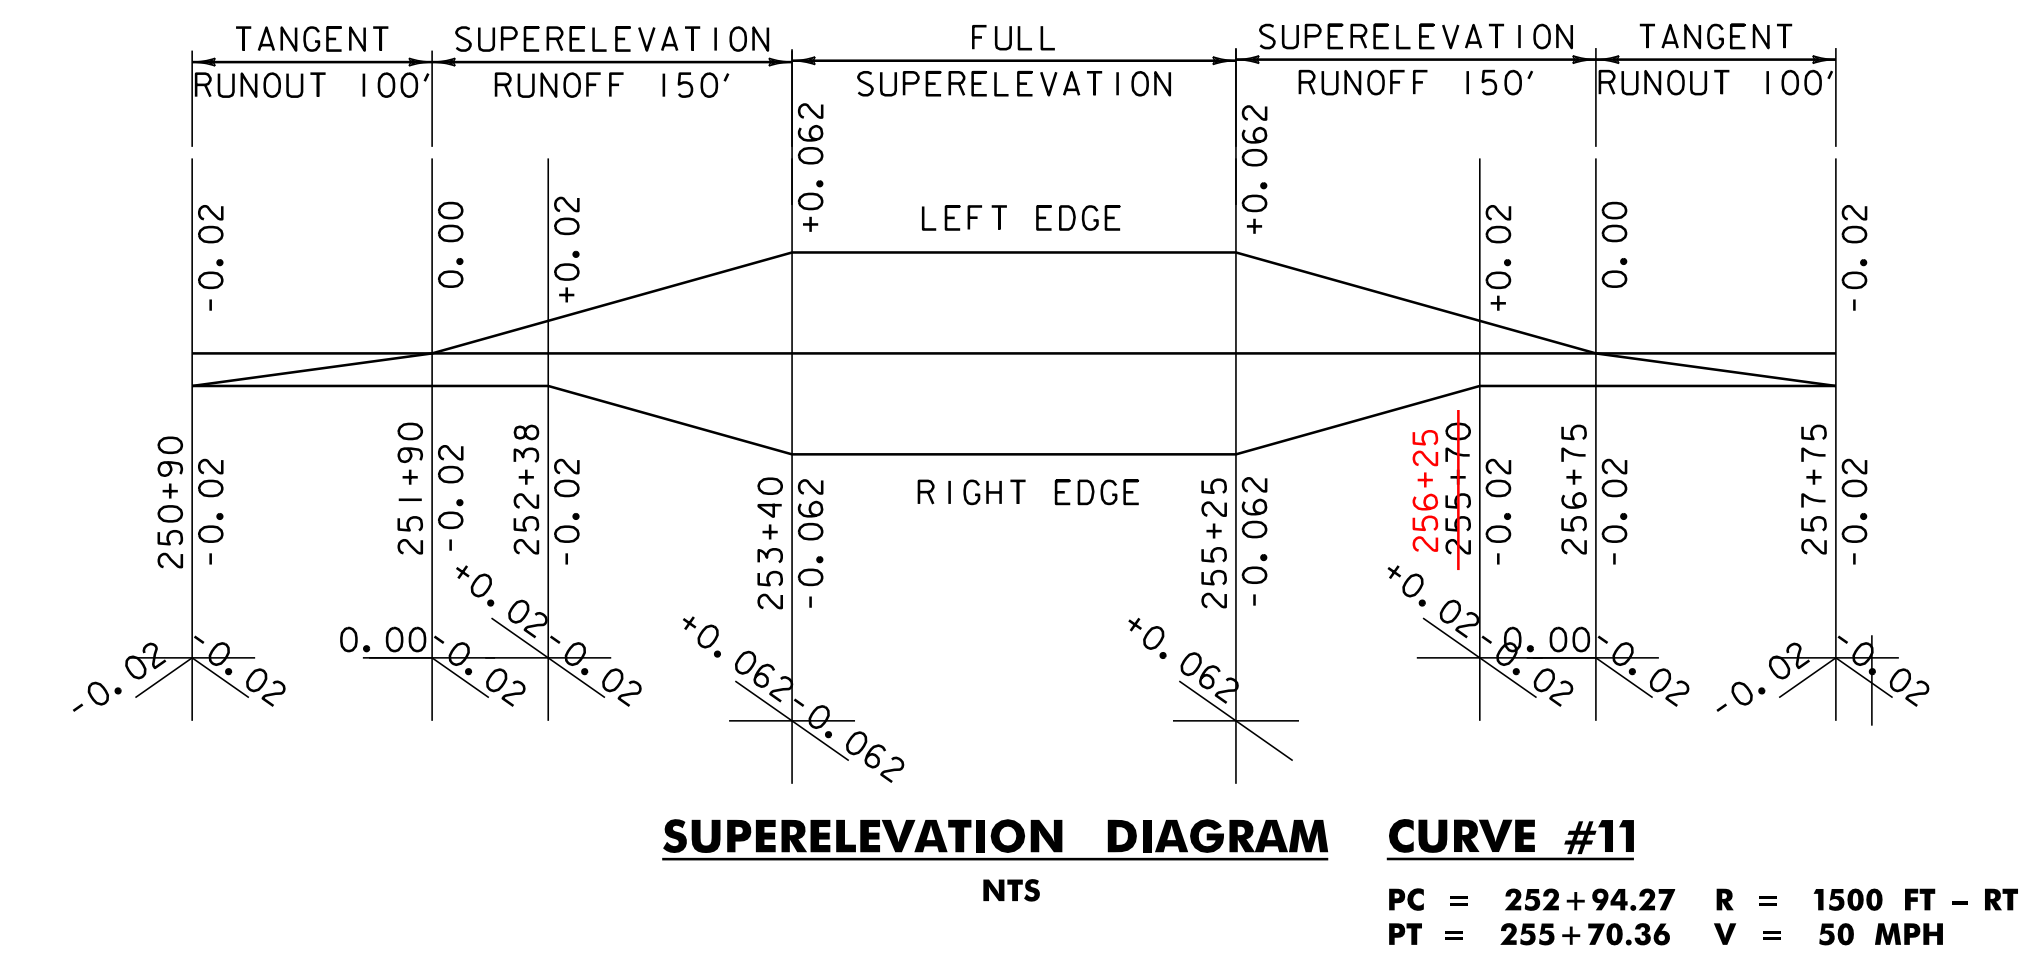 TANGENT
RUNOUT 100'
SUPERELEVATION
RUNOFF 150'
FULL
SUPERELEVATION
SUPERELEVATION
RUNOFF 150'
TANGENT
RUNOUT 100'
-0.02
0.00
+0.02
+0.062
+0.062
+0.02
0.00
-0.02
LEFT EDGE
RIGHT EDGE
250+90
-0.02
251+90
-0.02
252+38
-0.02
253+40
-0.062
255+25
-0.062
256+25
255+70
-0.02
256+75
-0.02
257+75
-0.02
-0.02
-0.02
0.00
-0.02
+0.02
-0.02
+0.062
-0.062
+0.062
+0.02
-0.02
0.00
-0.02
-0.02
-0.02
SUPERELEVATION DIAGRAM
NTS
CURVE #11
PC = 252+94.27 R = 1500 FT – RT
PT = 255+70.36 V = 50 MPH